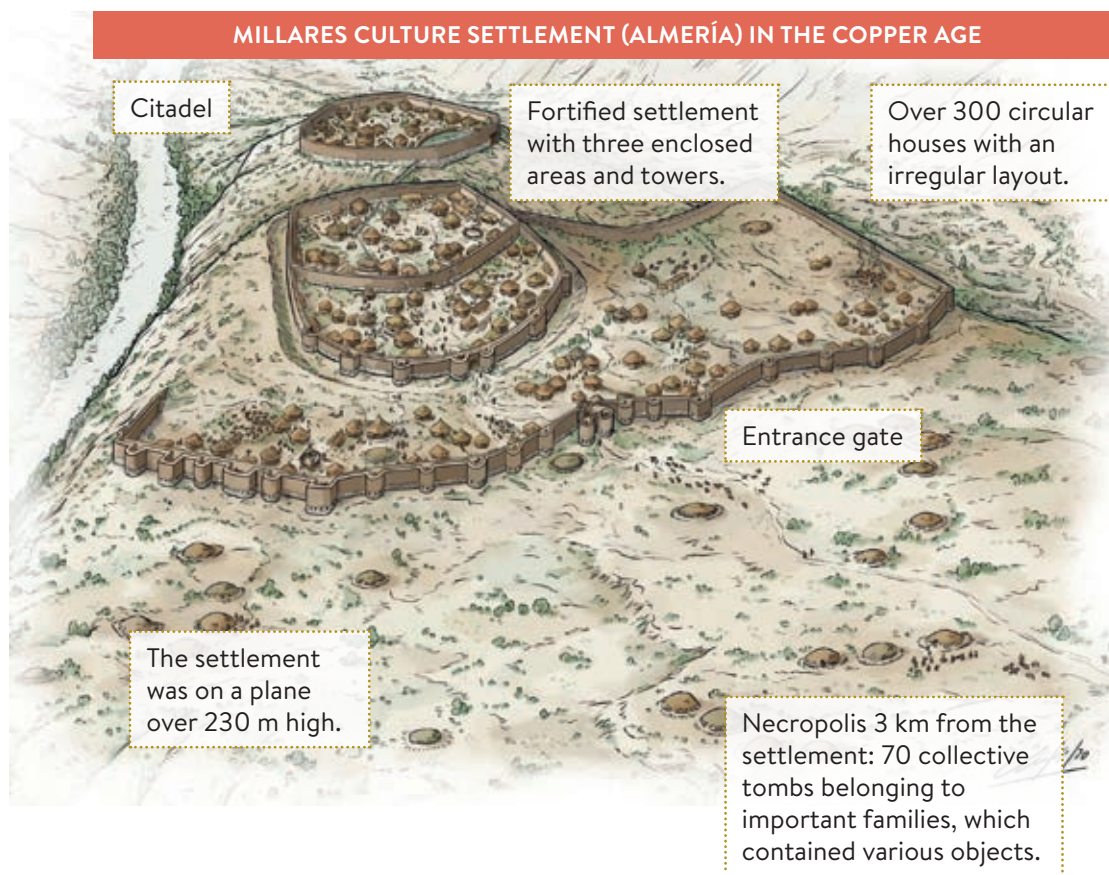 MILLARES CULTURE SETTLEMENT (ALMERÍA) IN THE COPPER AGE
Citadel
Fortified settlement
with three enclosed
areas and towers.
Over 300 circular
houses with an
irregular layout.
Entrance gate
The settlement
was on a plane
over 230 m high.
Necropolis 3 km from the
settlement: 70 collective
tombs belonging to
important families, which
contained various objects.